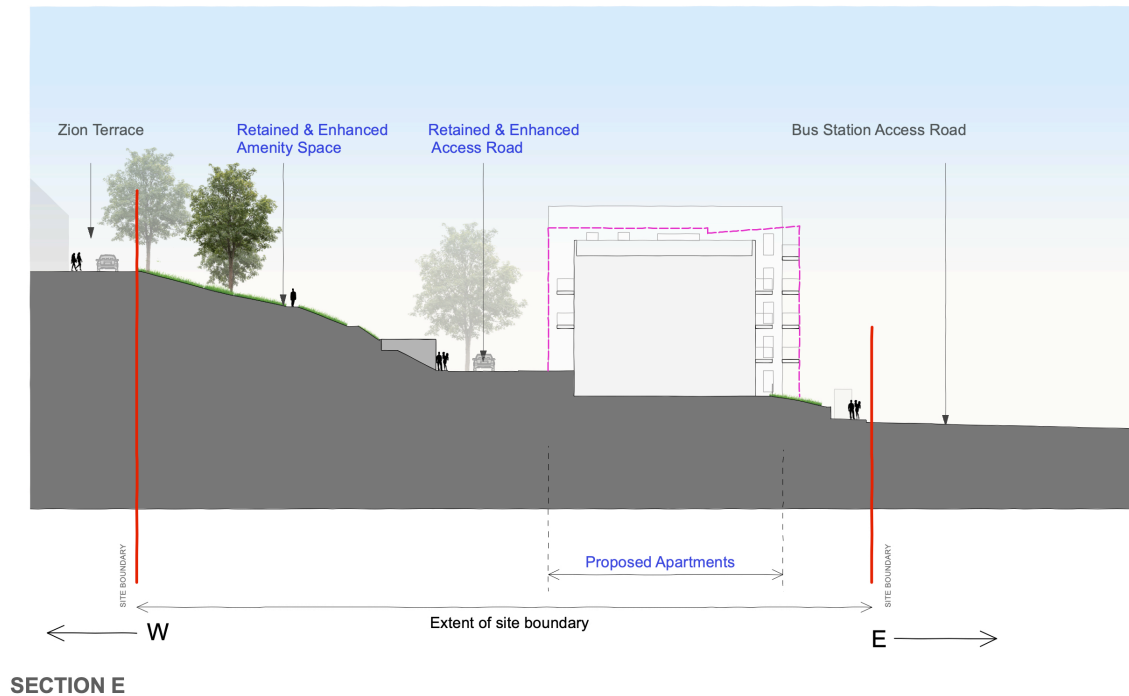 Zion Terrace
Retained & Enhanced
Amenity Space
Retained & Enhanced
Access Road
Bus Station Access Road
SITE BOUNDARY
SITE BOUNDARY
Proposed Apartments
Extent of site boundary
W
E
SECTION E